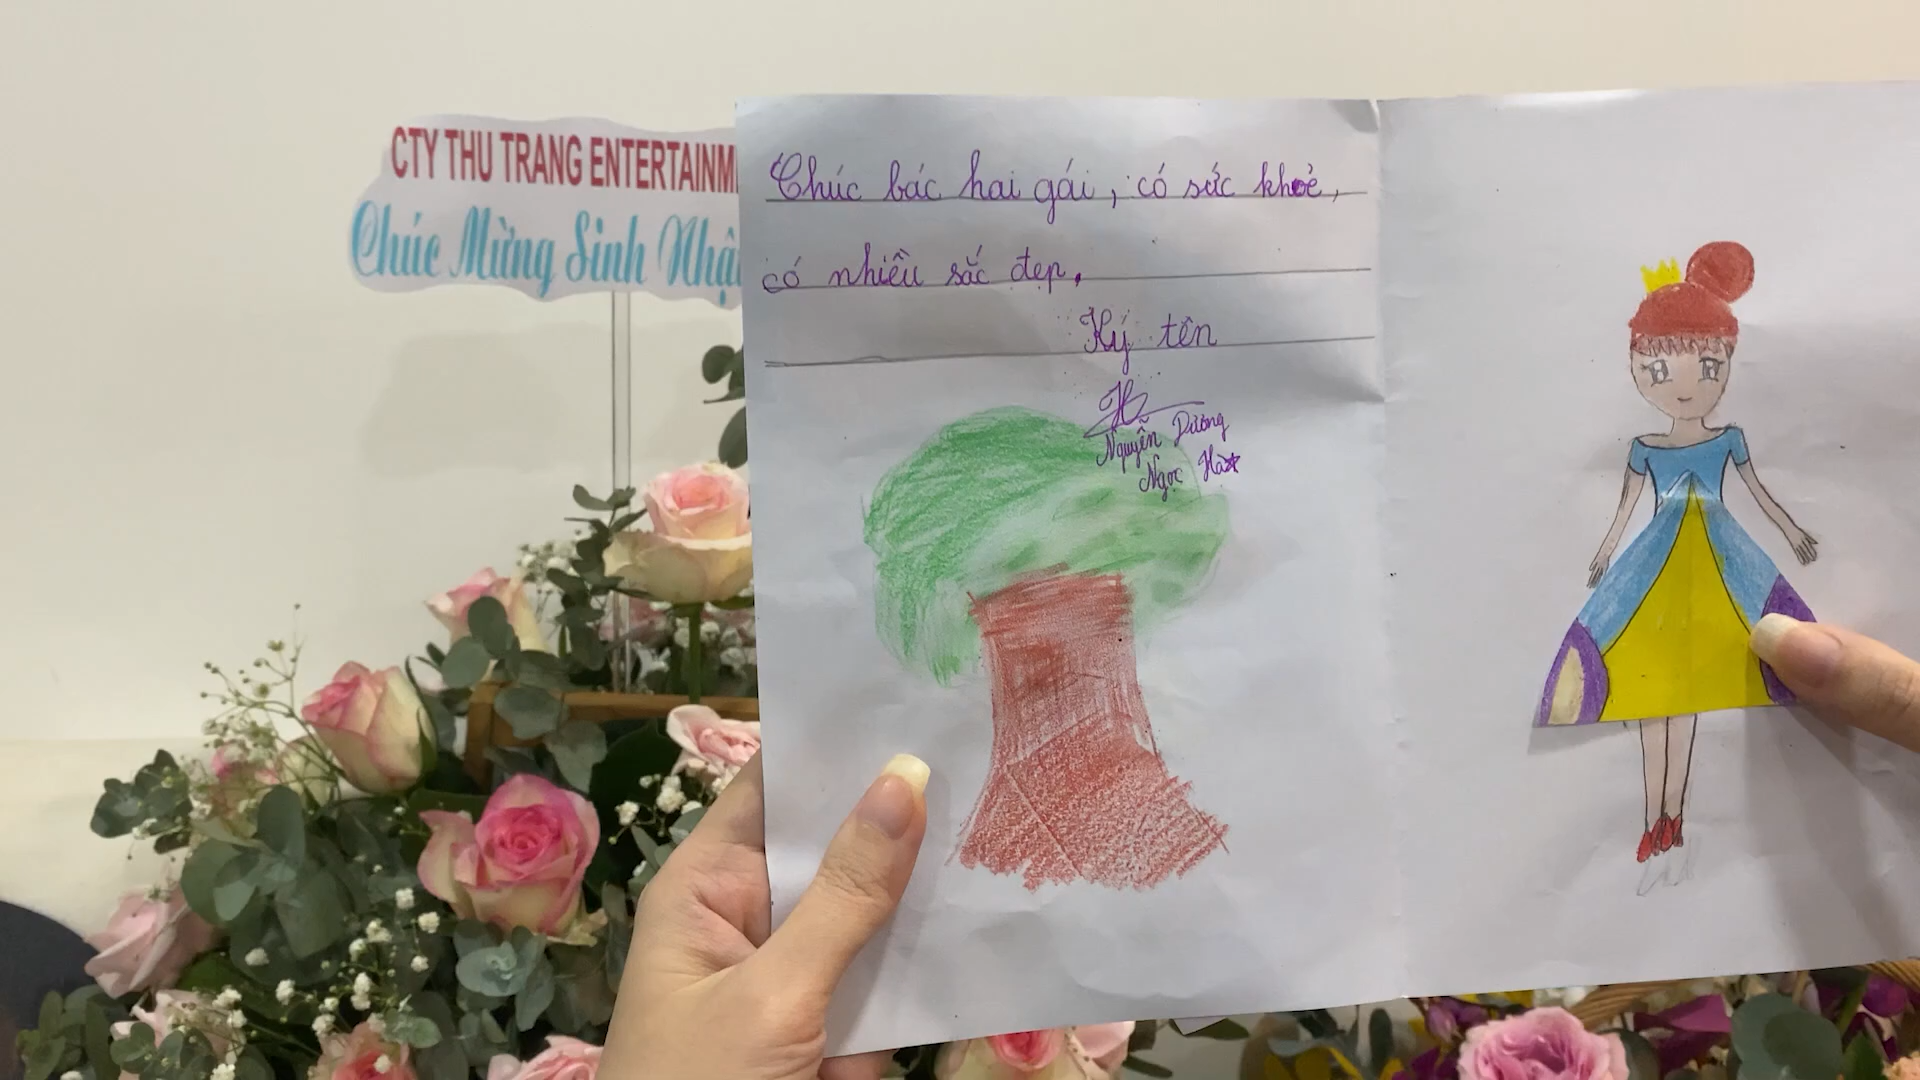 CTY THU TRANG ENTERTAINM
Chúc Mừng Sinh Nhậ
Chúc bác hai gái, có sức khoẻ,
có nhiều sắc đẹp.
Ký tên
Nguyễn Dương
Ngọc Hà